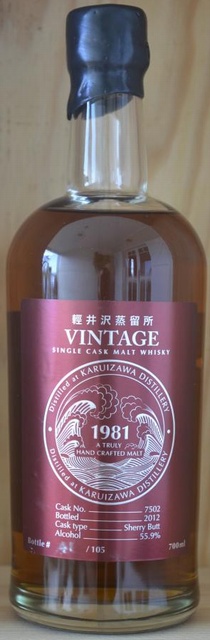 輕井沢蒸留所
VINTAGE
SINGLE CASK MALT WHISKY
Distilled at KARUIZAWA DISTILLERY
1981
A TRULY
HAND CRAFTED MALT
Distilled at KARUIZAWA DISTILLERY
Cask No. 7502
Bottled 2012
Cask type Sherry Butt
Alcohol 55.9%
Bottle # /105 700ml